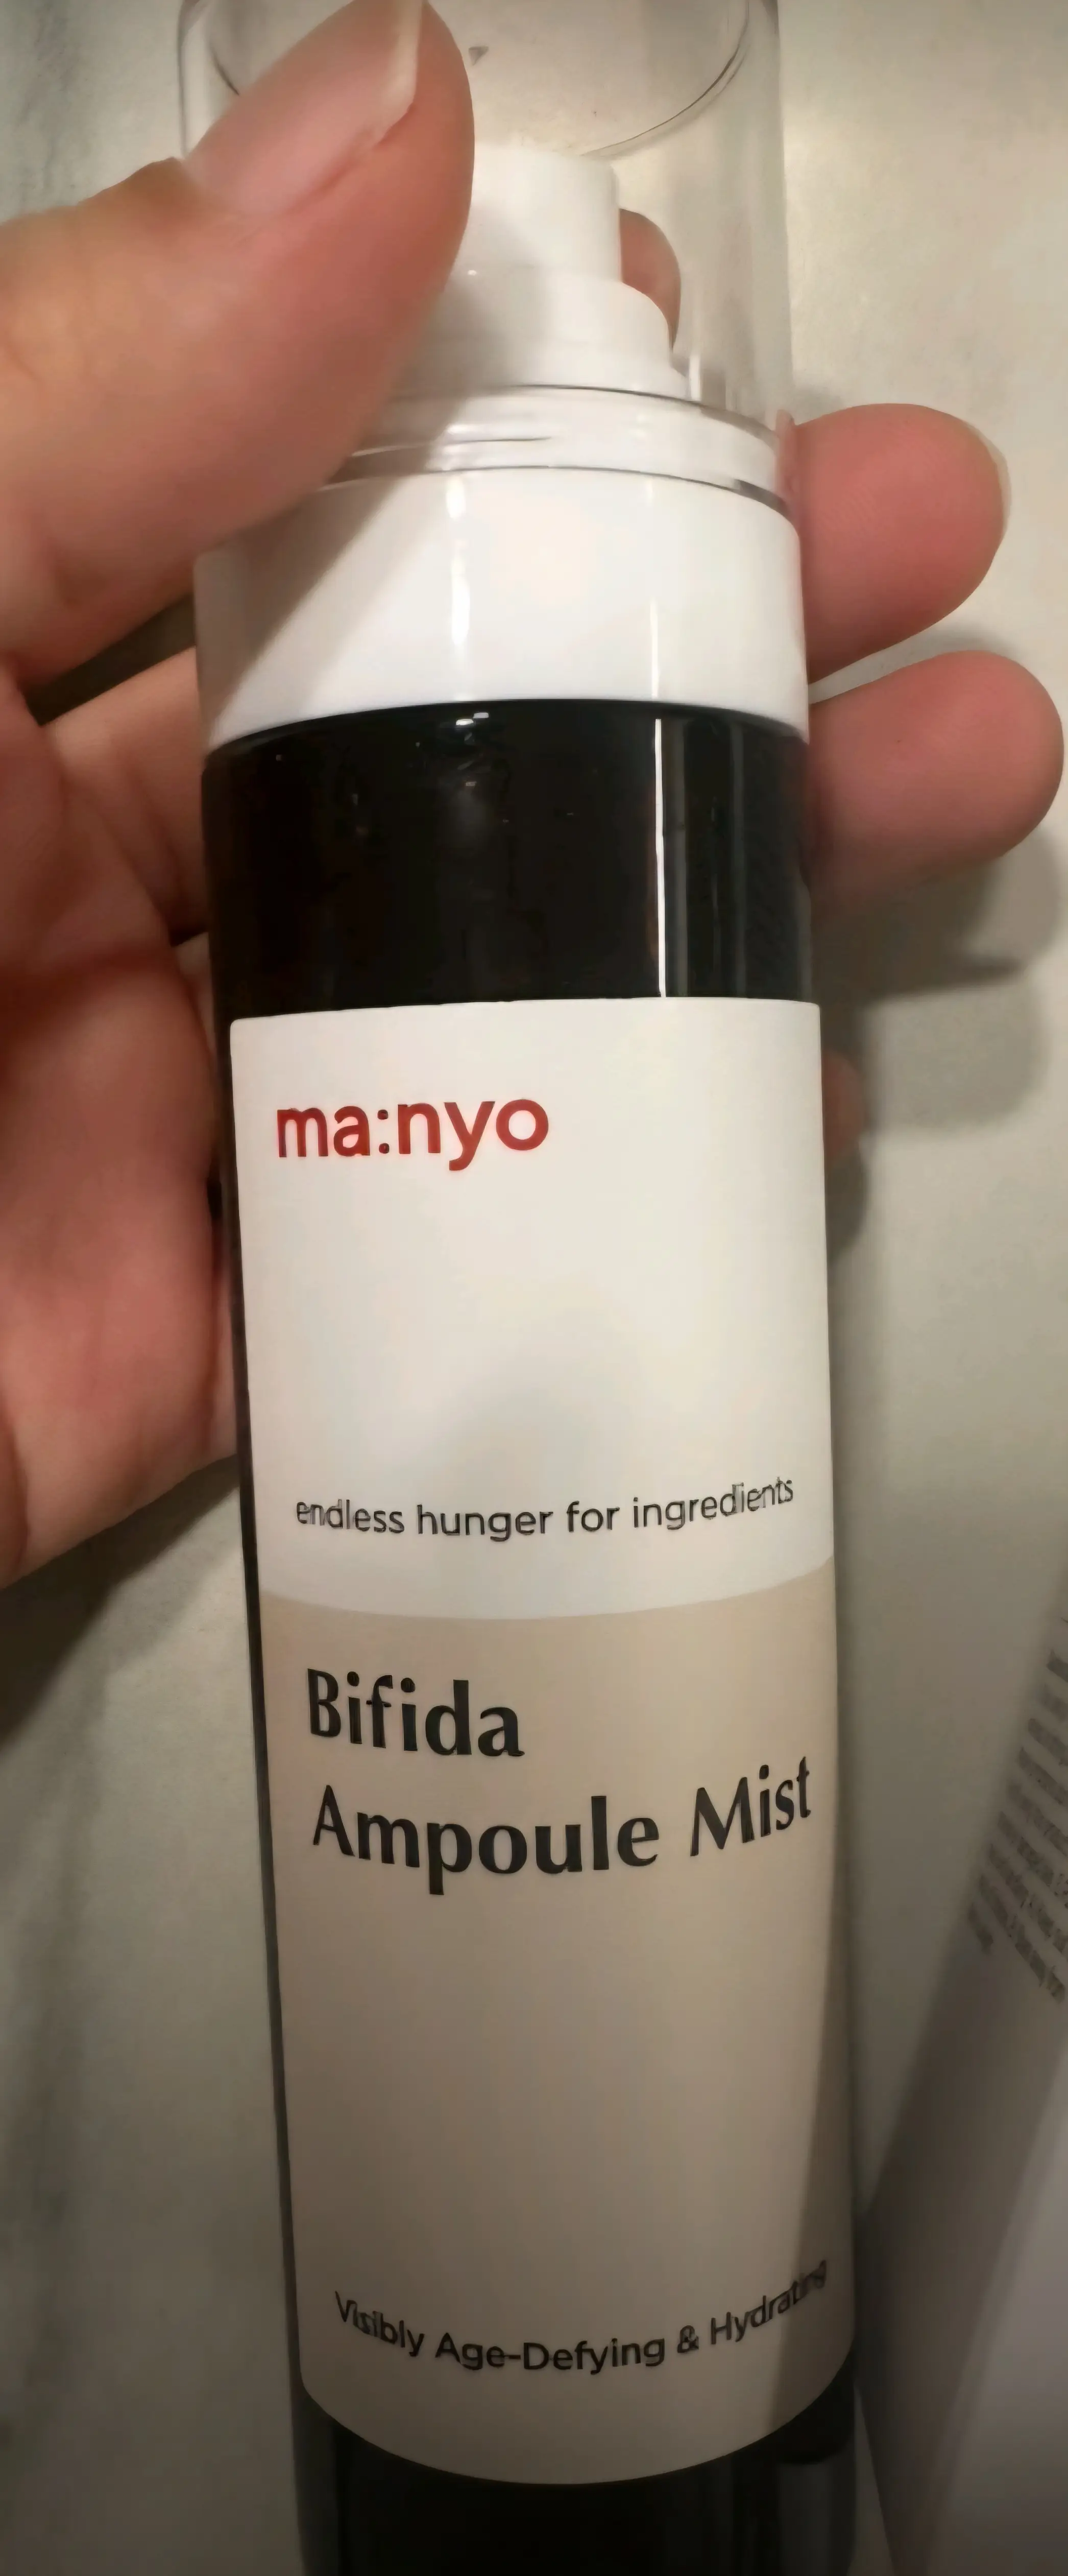 ma:nyo
endless hunger for ingredients
Bifida
Ampoule Mist
Visibly Age-Defying & Hydrating